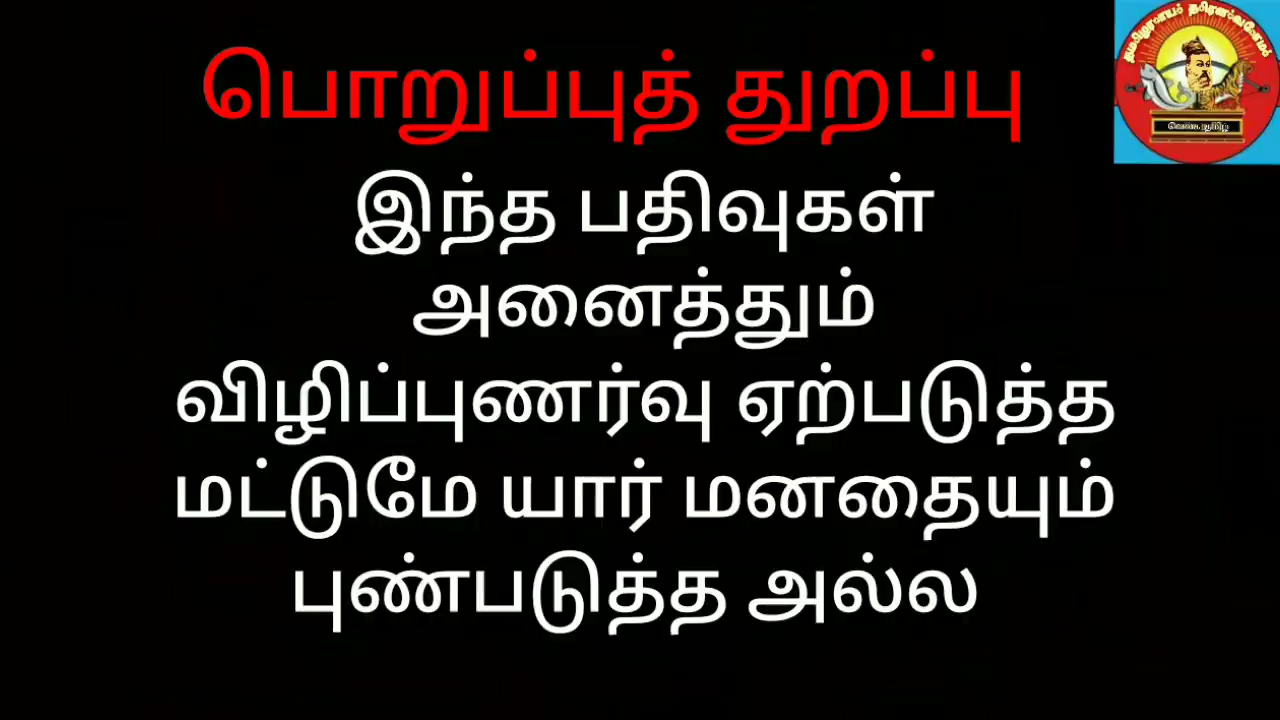 பொறுப்புத் துறப்பு
இந்த பதிவுகள்
அனைத்தும்
விழிப்புணர்வு ஏற்படுத்த
மட்டுமே யார் மனதையும்
புண்படுத்த அல்ல